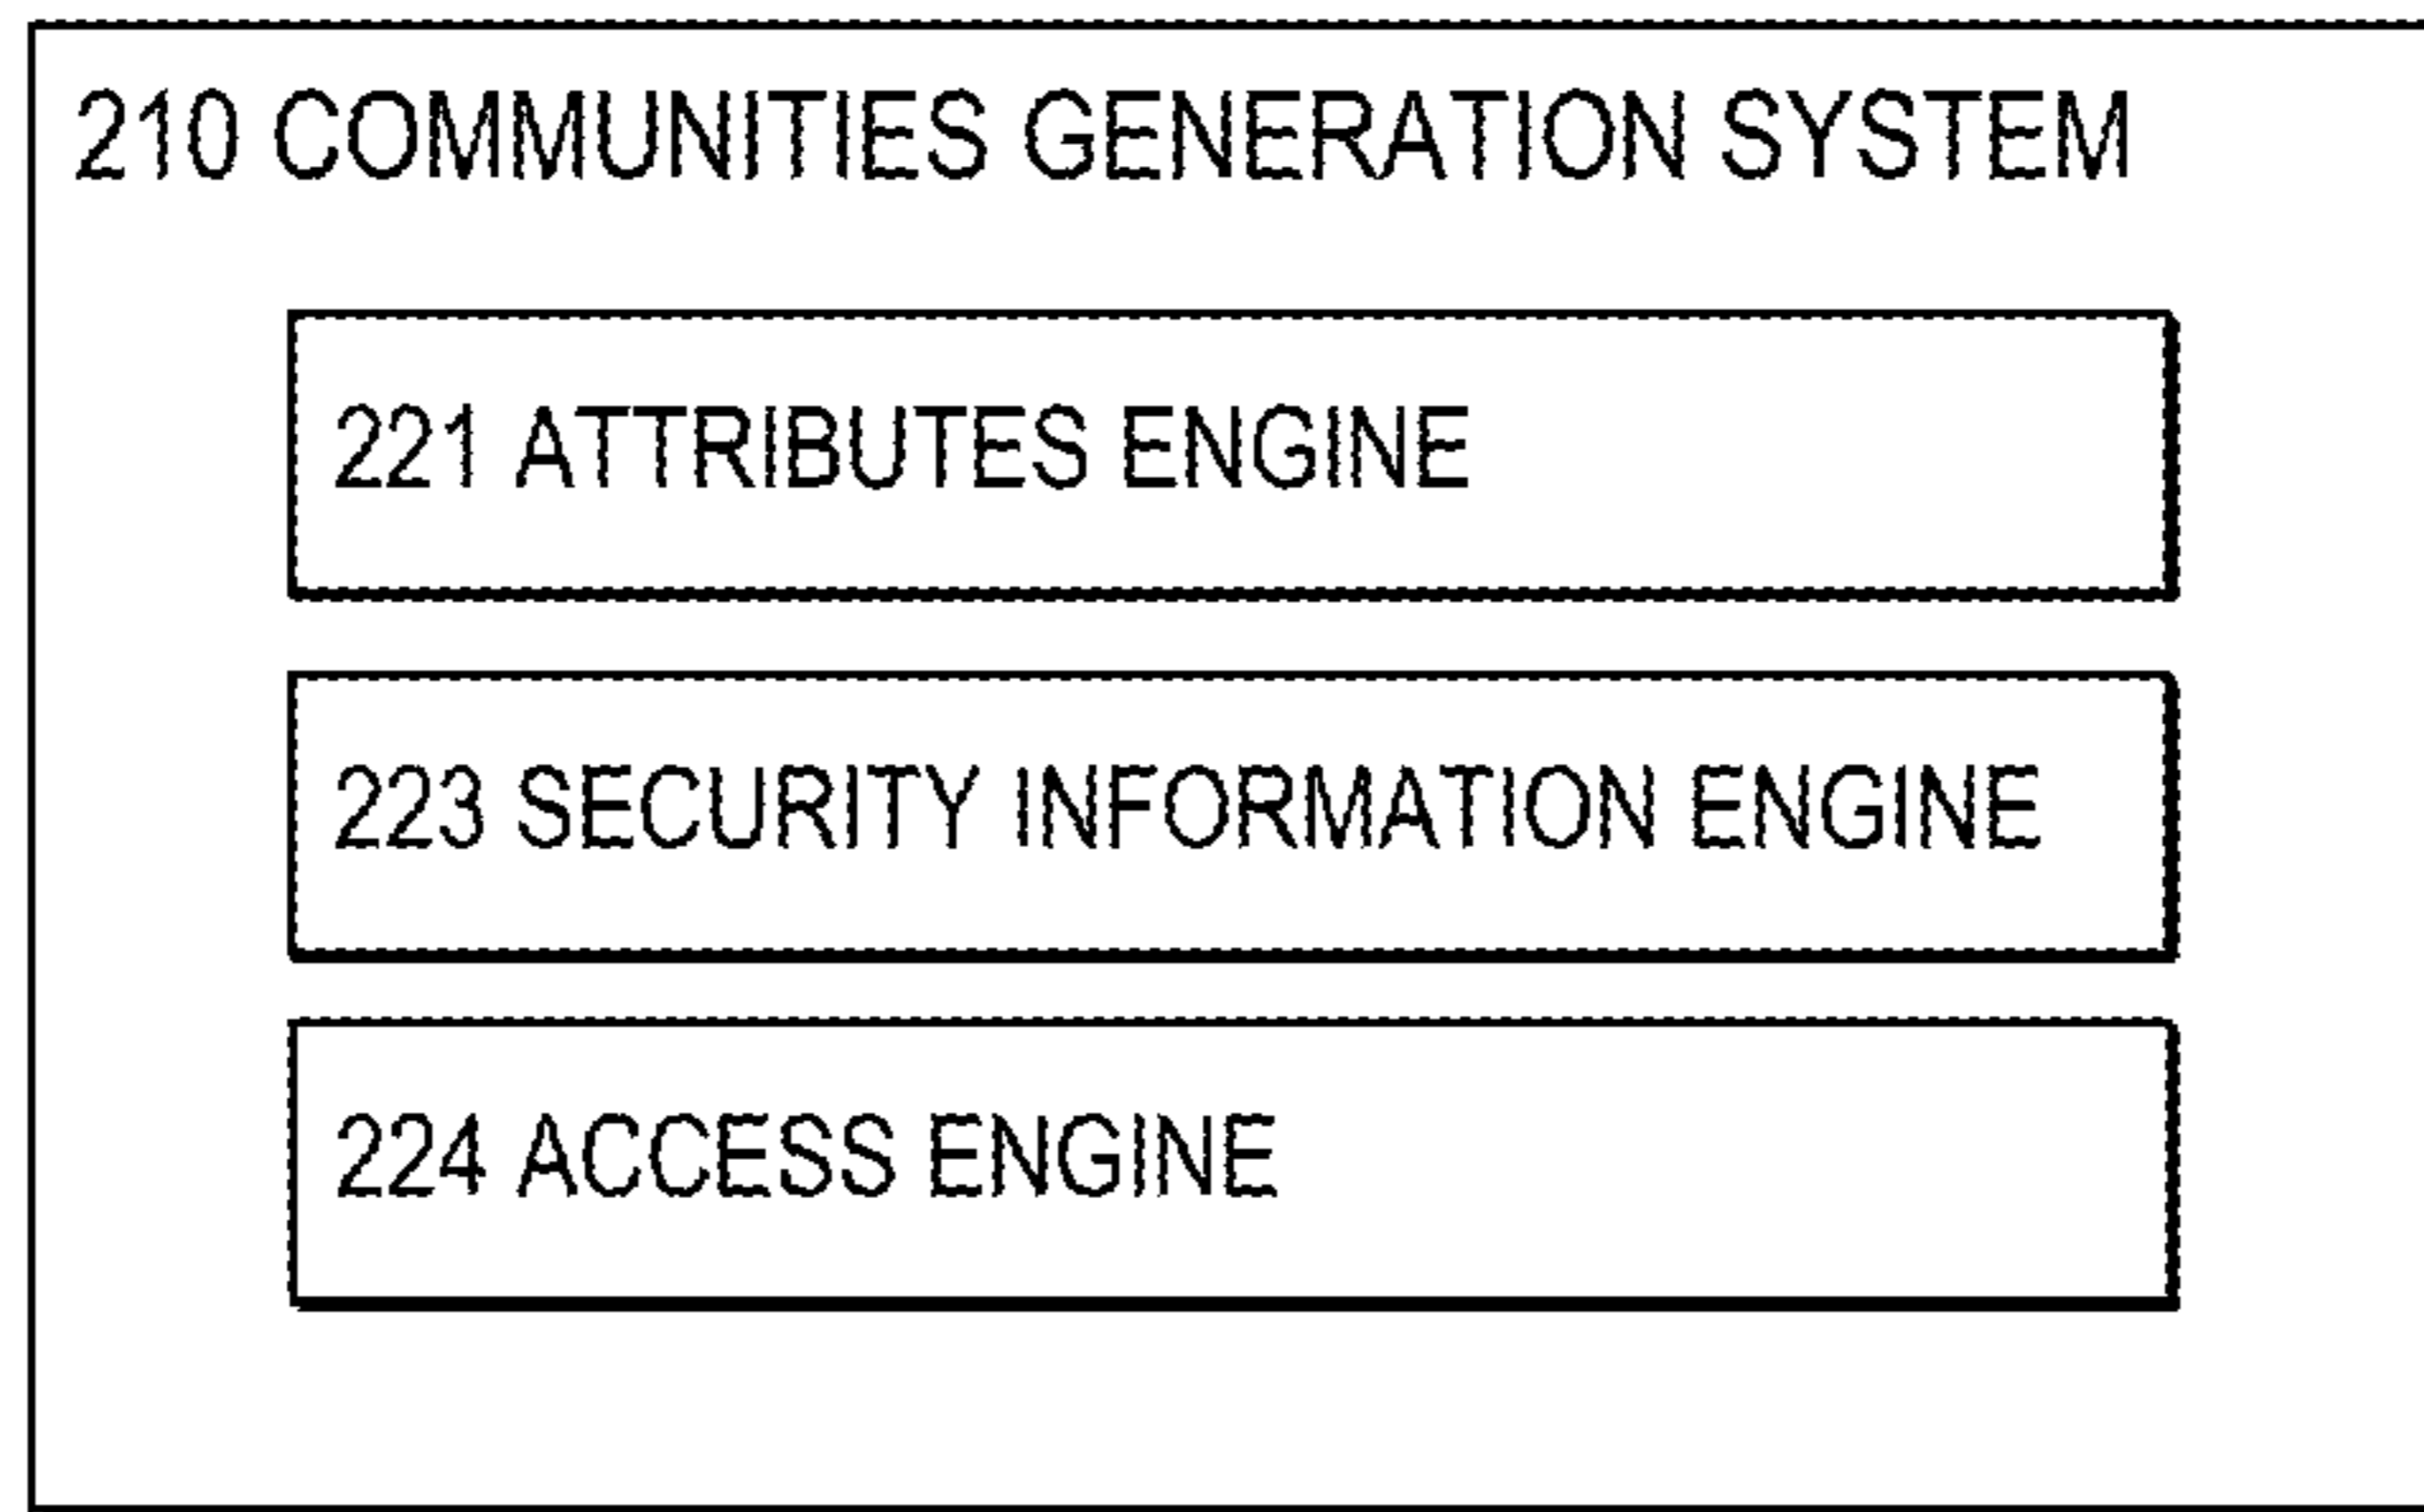 210 COMMUNITIES GENERATION SYSTEM
221 ATTRIBUTES ENGINE
223 SECURITY INFORMATION ENGINE
224 ACCESS ENGINE